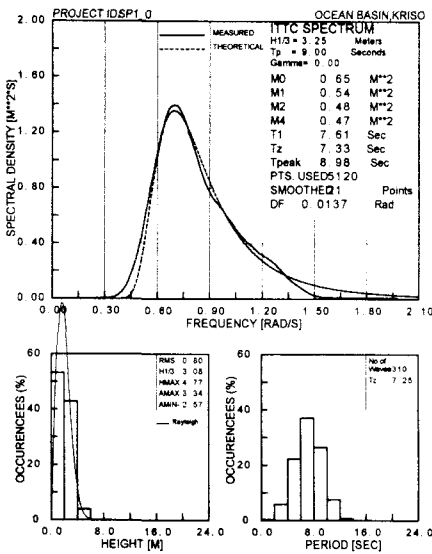 PROJECT IDSP1_0 OCEAN BASIN,KRISO
2.00
1.60
1.20
0.80
0.40
0.00
SPECTRAL DENSITY [M**2*S]
MEASURED
THEORETICAL
ITTC SPECTRUM
H1/3 = 3.25 Meters
Tp = 9.00 Seconds
Gamma= 0.00
M0 0.65 M**2
M1 0.54 M**2
M2 0.48 M**2
M4 0.47 M**2
T1 7.61 Sec
Tz 7.33 Sec
Tpeak 8.98 Sec
PTS. USED5120
SMOOTHED21 Points
DF 0.0137 Rad
0.00 0.30 0.60 0.90 1.20 1.50 1.80 2.10
FREQUENCY [RAD/S]
60
40
20
0
OCCURENCEES (%)
RMS 0.80
H1/3 3.08
HMAX 4.77
AMAX 3.34
AMIN- 2.57
Rayleigh
0.0 8.0 16.0 24.0
HEIGHT [M]
60
40
20
0
OCCURENCEES (%)
No of
Waves310
Tz 7.25
0.0 8.0 16.0 24.0
PERIOD [SEC]